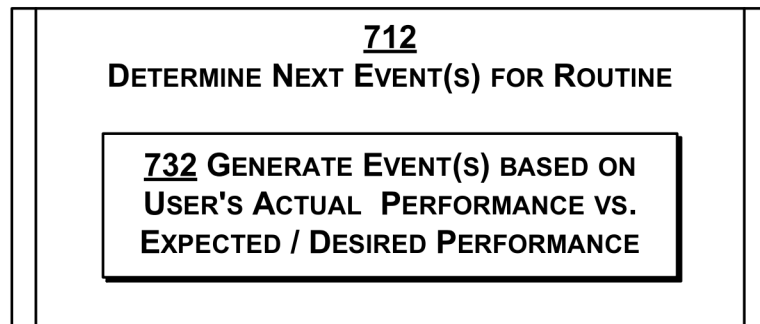 712
Determine Next Event(s) for Routine
732 Generate Event(s) based on
User's Actual Performance vs.
Expected / Desired Performance